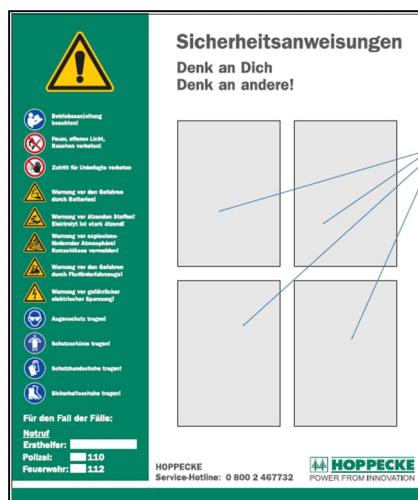 Sicherheitsanweisungen
Denk an Dich
Denk an andere!
Betriebsanleitung
beachten!
Feuer, offenes Licht,
Rauchen verboten!
Zutritt für Unbefugte verboten
Warnung vor den Gefahren
durch Batterien!
Warnung vor ätzenden Stoffen!
Elektrolyt ist stark ätzend!
Warnung vor explosions-
fördernder Atmosphäre!
Kurzschlüsse vermeiden!
Warnung vor den Gefahren
durch Flurförderfahrzeuge!
Warnung vor gefährlicher
elektrischer Spannung!
Augenschutz tragen!
Schutzschürze tragen!
Schutzhandschuhe tragen!
Sicherheitsschuhe tragen!
Für den Fall der Fälle:
Notruf
Ersthelfer:
Polizei: 110
Feuerwehr: 112
HOPPECKE
Service-Hotline: 0 800 2 467732
HOPPECKE
POWER FROM INNOVATION